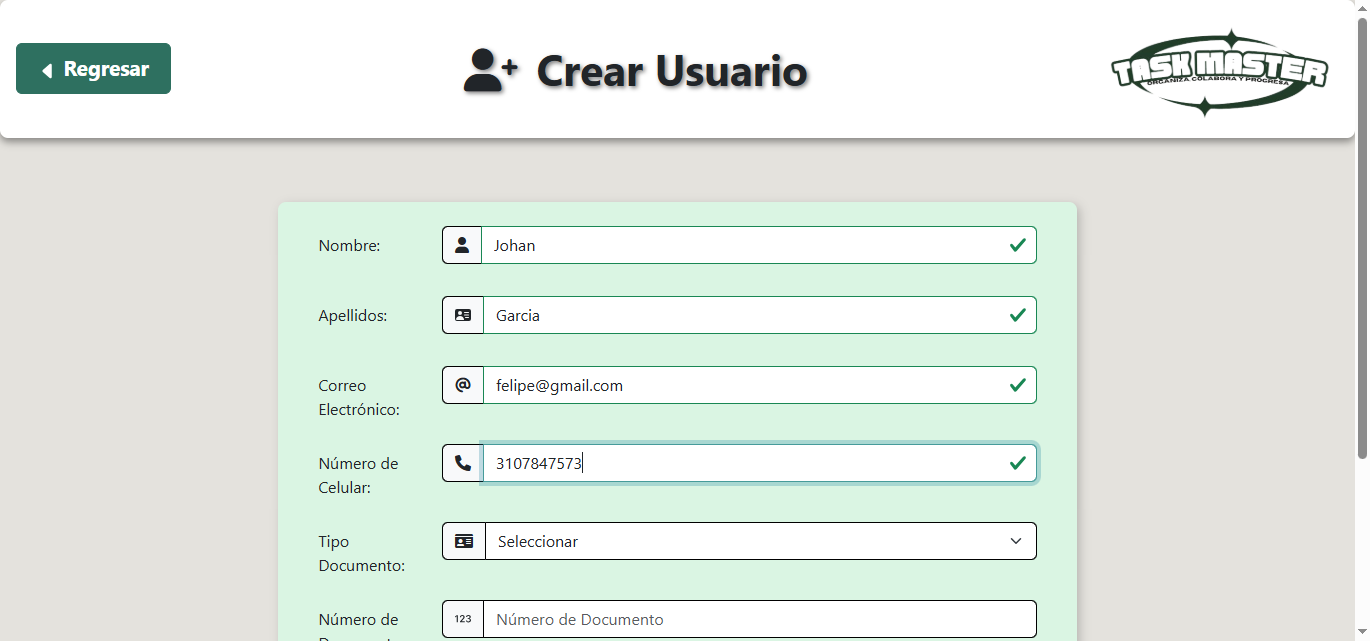 Regresar
Crear Usuario
TASK MASTER
ORGANIZA COLABORA Y PROGRESA
Nombre:
Johan
Apellidos:
Garcia
Correo
Electrónico:
felipe@gmail.com
Número de
Celular:
3107847573
Tipo
Documento:
Seleccionar
Número de
123
Número de Documento